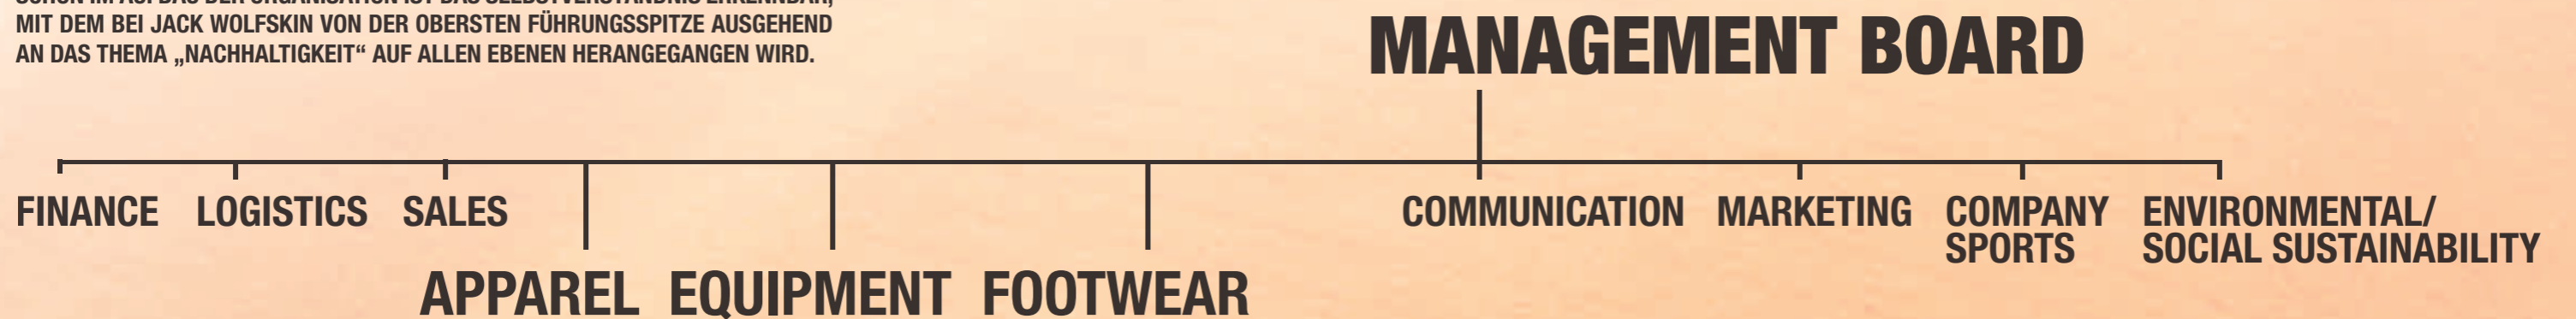 MIT DEM BEI JACK WOLFSKIN VON DER OBERSTEN FÜHRUNGSSPITZE AUSGEHEND
AN DAS THEMA „NACHHALTIGKEIT“ AUF ALLEN EBENEN HERANGEGANGEN WIRD.
MANAGEMENT BOARD
FINANCE LOGISTICS SALES
COMMUNICATION MARKETING COMPANY SPORTS
ENVIRONMENTAL/
SOCIAL SUSTAINABILITY
APPAREL EQUIPMENT FOOTWEAR